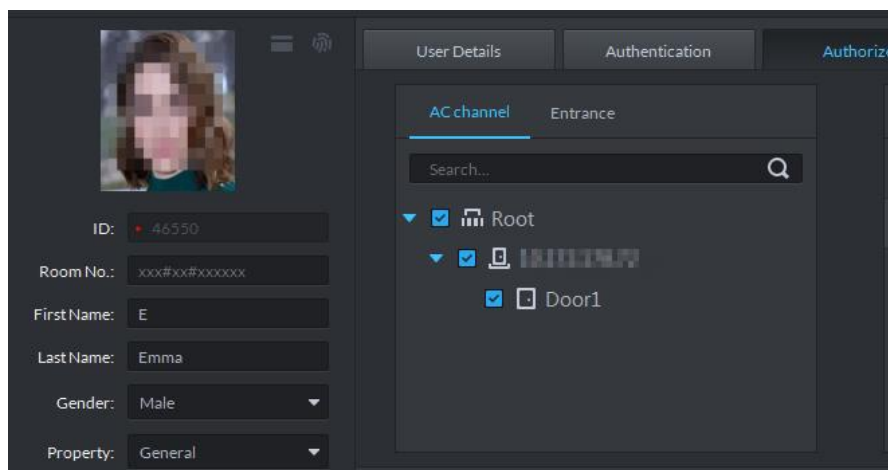 User Details
Authentication
Authoriz
AC channel
Entrance
Search...
Root
Door1
ID: • 46550
Room No.: xxx#xx#xxxxxx
First Name: E
Last Name: Emma
Gender: Male
Property: General